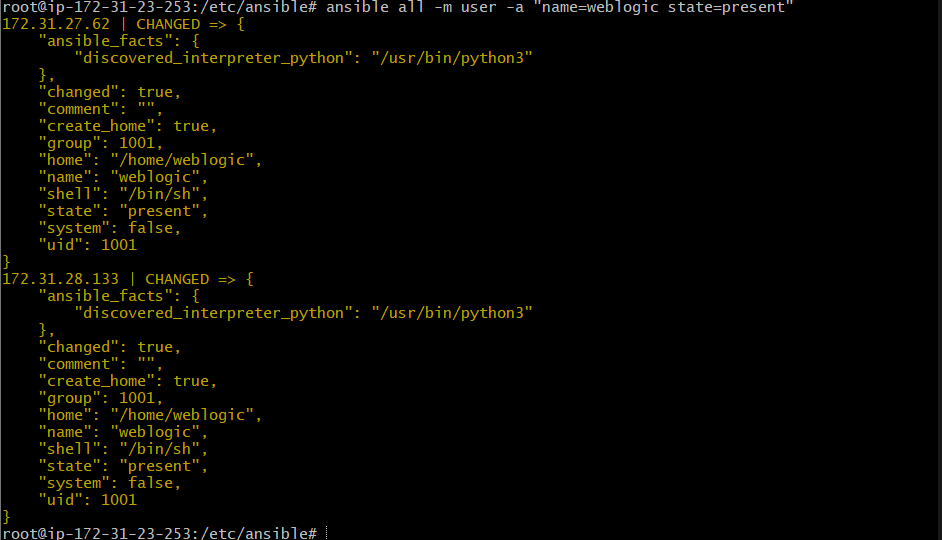 root@ip-172-31-23-253:/etc/ansible# ansible all -m user -a "name=weblogic state=present"
172.31.27.62 | CHANGED => {
    "ansible_facts": {
        "discovered_interpreter_python": "/usr/bin/python3"
    },
    "changed": true,
    "comment": "",
    "create_home": true,
    "group": 1001,
    "home": "/home/weblogic",
    "name": "weblogic",
    "shell": "/bin/sh",
    "state": "present",
    "system": false,
    "uid": 1001
}
172.31.28.133 | CHANGED => {
    "ansible_facts": {
        "discovered_interpreter_python": "/usr/bin/python3"
    },
    "changed": true,
    "comment": "",
    "create_home": true,
    "group": 1001,
    "home": "/home/weblogic",
    "name": "weblogic",
    "shell": "/bin/sh",
    "state": "present",
    "system": false,
    "uid": 1001
}
root@ip-172-31-23-253:/etc/ansible#